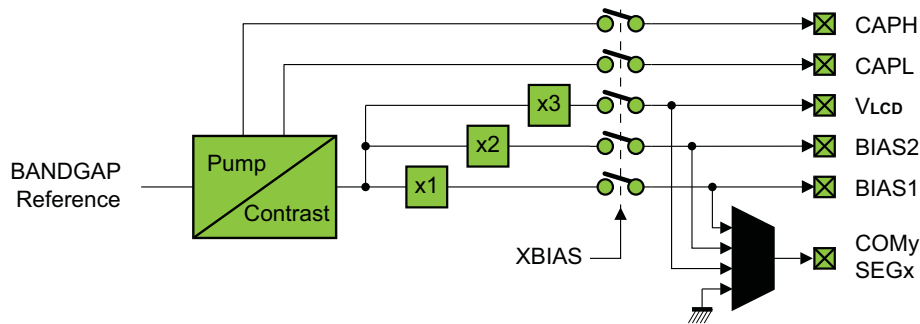 CAPH
CAPL
VLCD
x3
x2
BIAS2
BANDGAP
Reference
Pump
Contrast
x1
BIAS1
XBIAS
COMy
SEGx